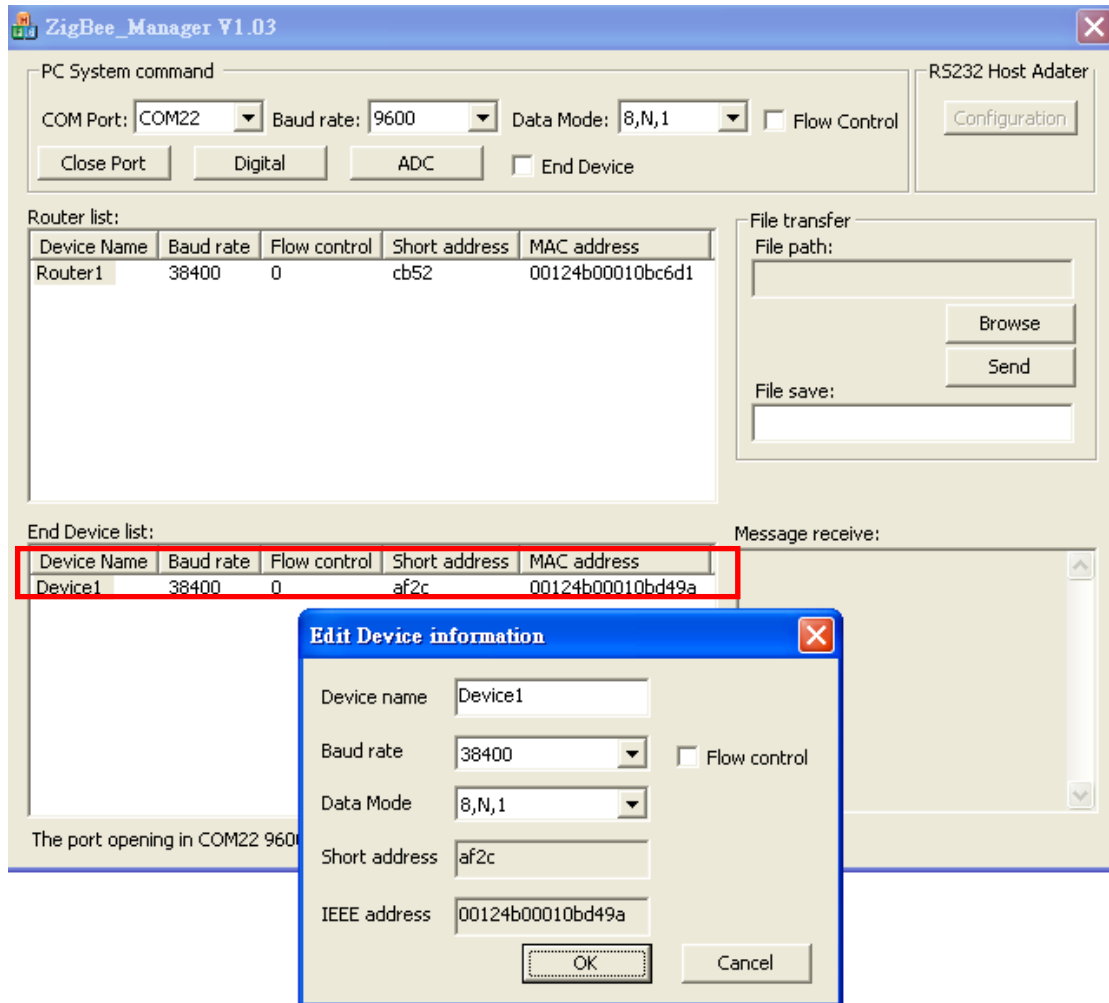 ZigBee_Manager V1.03
PC System command
RS232 Host Adater
COM Port: COM22 Baud rate: 9600 Data Mode: 8,N,1 Flow Control
Configuration
Close Port Digital ADC End Device
Router list:
Device Name Baud rate Flow control Short address MAC address
Router1 38400 0 cb52 00124b00010bc6d1
File transfer
File path:
Browse
Send
File save:
End Device list:
Device Name Baud rate Flow control Short address MAC address
Device1 38400 0 af2c 00124b00010bd49a
Message receive:
The port opening in COM22 960
Edit Device information
Device name Device1
Baud rate 38400 Flow control
Data Mode 8,N,1
Short address af2c
IEEE address 00124b00010bd49a
OK Cancel